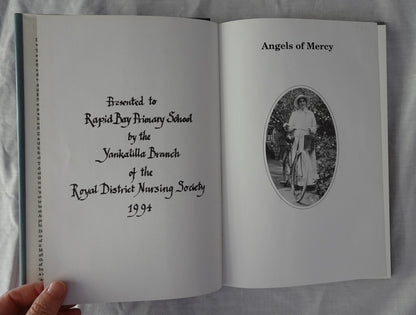 Presented to
Rapid Bay Primary School
by the
Yankalilla Branch
of the
Royal District Nursing Society
1994
Angels of Mercy